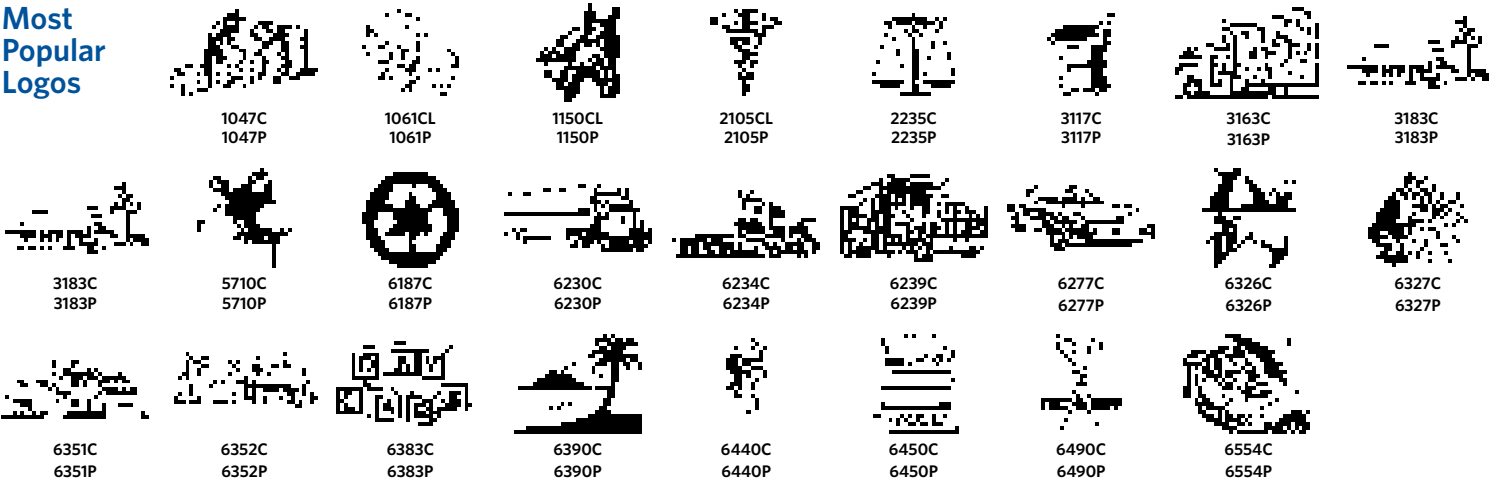 Most
Popular
Logos
1047C
1047P
1061CL
1061P
1150CL
1150P
2105CL
2105P
2235C
2235P
3117C
3117P
3163C
3163P
3183C
3183P
3183C
3183P
5710C
5710P
6187C
6187P
6230C
6230P
6234C
6234P
6239C
6239P
6277C
6277P
6326C
6326P
6327C
6327P
6351C
6351P
6352C
6352P
6383C
6383P
6390C
6390P
6440C
6440P
6450C
6450P
6490C
6490P
6554C
6554P